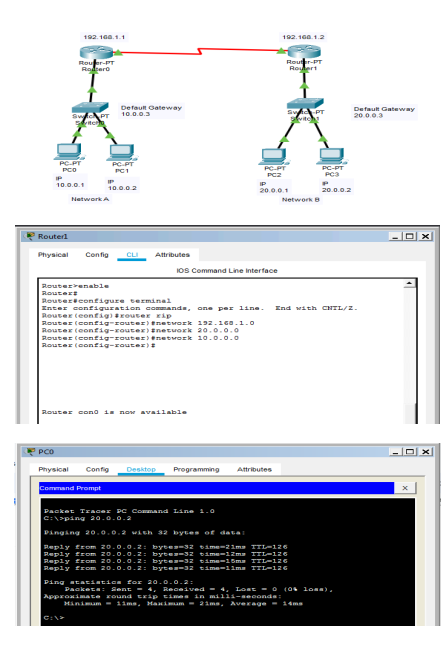 192.168.1.1
192.168.1.2
Router-PT
Router0
Router-PT
Router1
Switch-PT
Switch0
Default Gateway
10.0.0.3
Switch-PT
Switch1
Default Gateway
20.0.0.3
PC-PT
PC0
PC-PT
PC1
PC-PT
PC2
PC-PT
PC3
IP
10.0.0.1
IP
10.0.0.2
IP
20.0.0.1
IP
20.0.0.2
Network A
Network B
Router1
Physical Config CLI Attributes
IOS Command Line Interface
Router>enable
Router#
Router#configure terminal
Enter configuration commands, one per line. End with CNTL/Z.
Router(config)#router rip
Router(config-router)#network 192.168.1.0
Router(config-router)#network 20.0.0.0
Router(config-router)#network 10.0.0.0
Router(config-router)#
Router con0 is now available
PC0
Physical Config Desktop Programming Attributes
Command Prompt
X
Packet Tracer PC Command Line 1.0
C:\>ping 20.0.0.2
Pinging 20.0.0.2 with 32 bytes of data:
Reply from 20.0.0.2: bytes=32 time=21ms TTL=126
Reply from 20.0.0.2: bytes=32 time=12ms TTL=126
Reply from 20.0.0.2: bytes=32 time=15ms TTL=126
Reply from 20.0.0.2: bytes=32 time=11ms TTL=126
Ping statistics for 20.0.0.2:
Packets: Sent = 4, Received = 4, Lost = 0 (0% loss),
Approximate round trip times in milli-seconds:
Minimum = 11ms, Maximum = 21ms, Average = 14ms
C:\>